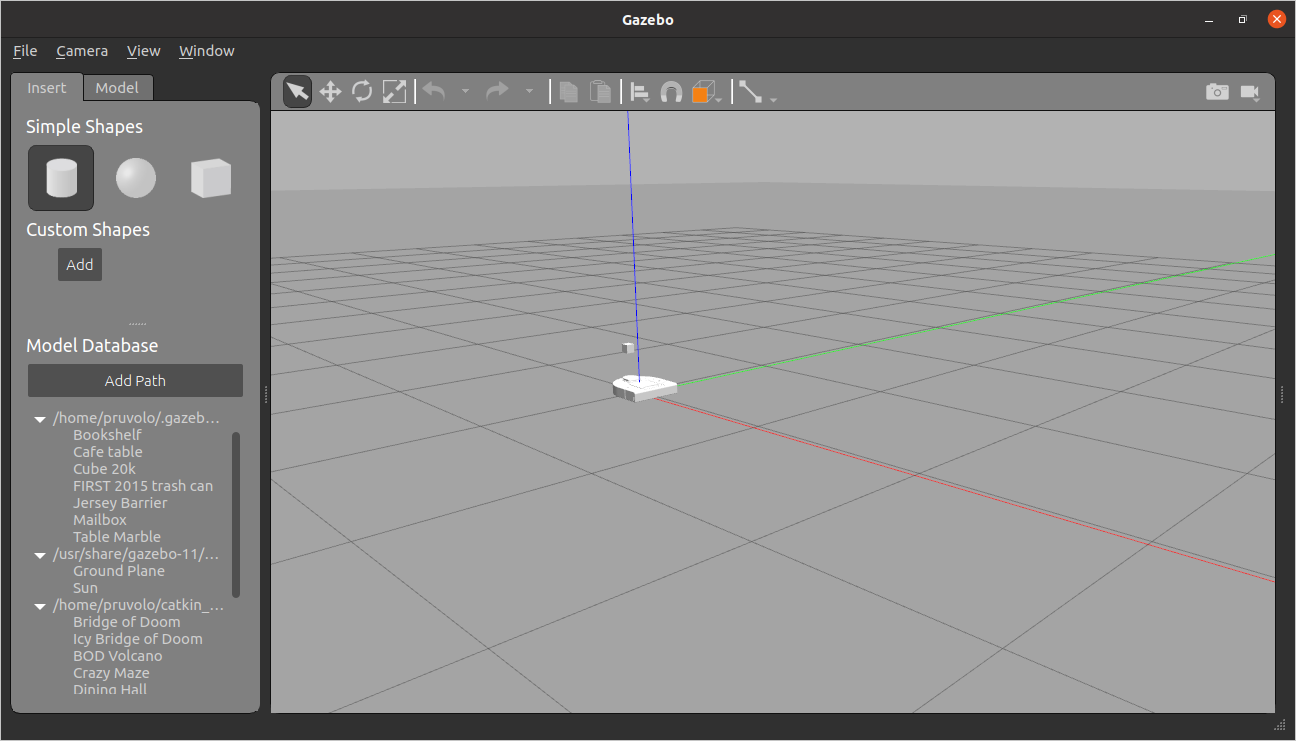 Gazebo
File Camera View Window
Insert Model
Simple Shapes
Custom Shapes
Add
Model Database
Add Path
/home/pruvolo/.gazeb...
Bookshelf
Cafe table
Cube 20k
FIRST 2015 trash can
Jersey Barrier
Mailbox
Table Marble
/usr/share/gazebo-11/...
Ground Plane
Sun
/home/pruvolo/catkin_...
Bridge of Doom
Icy Bridge of Doom
BOD Volcano
Crazy Maze
Dining Hall